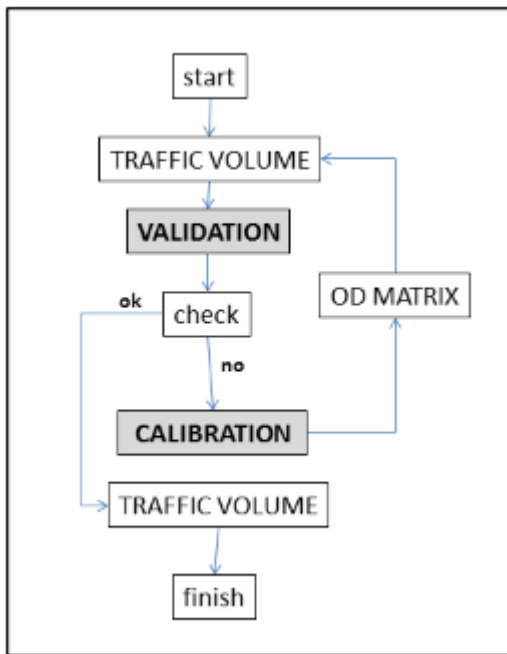 start
TRAFFIC VOLUME
VALIDATION
ok
check
OD MATRIX
no
CALIBRATION
TRAFFIC VOLUME
finish